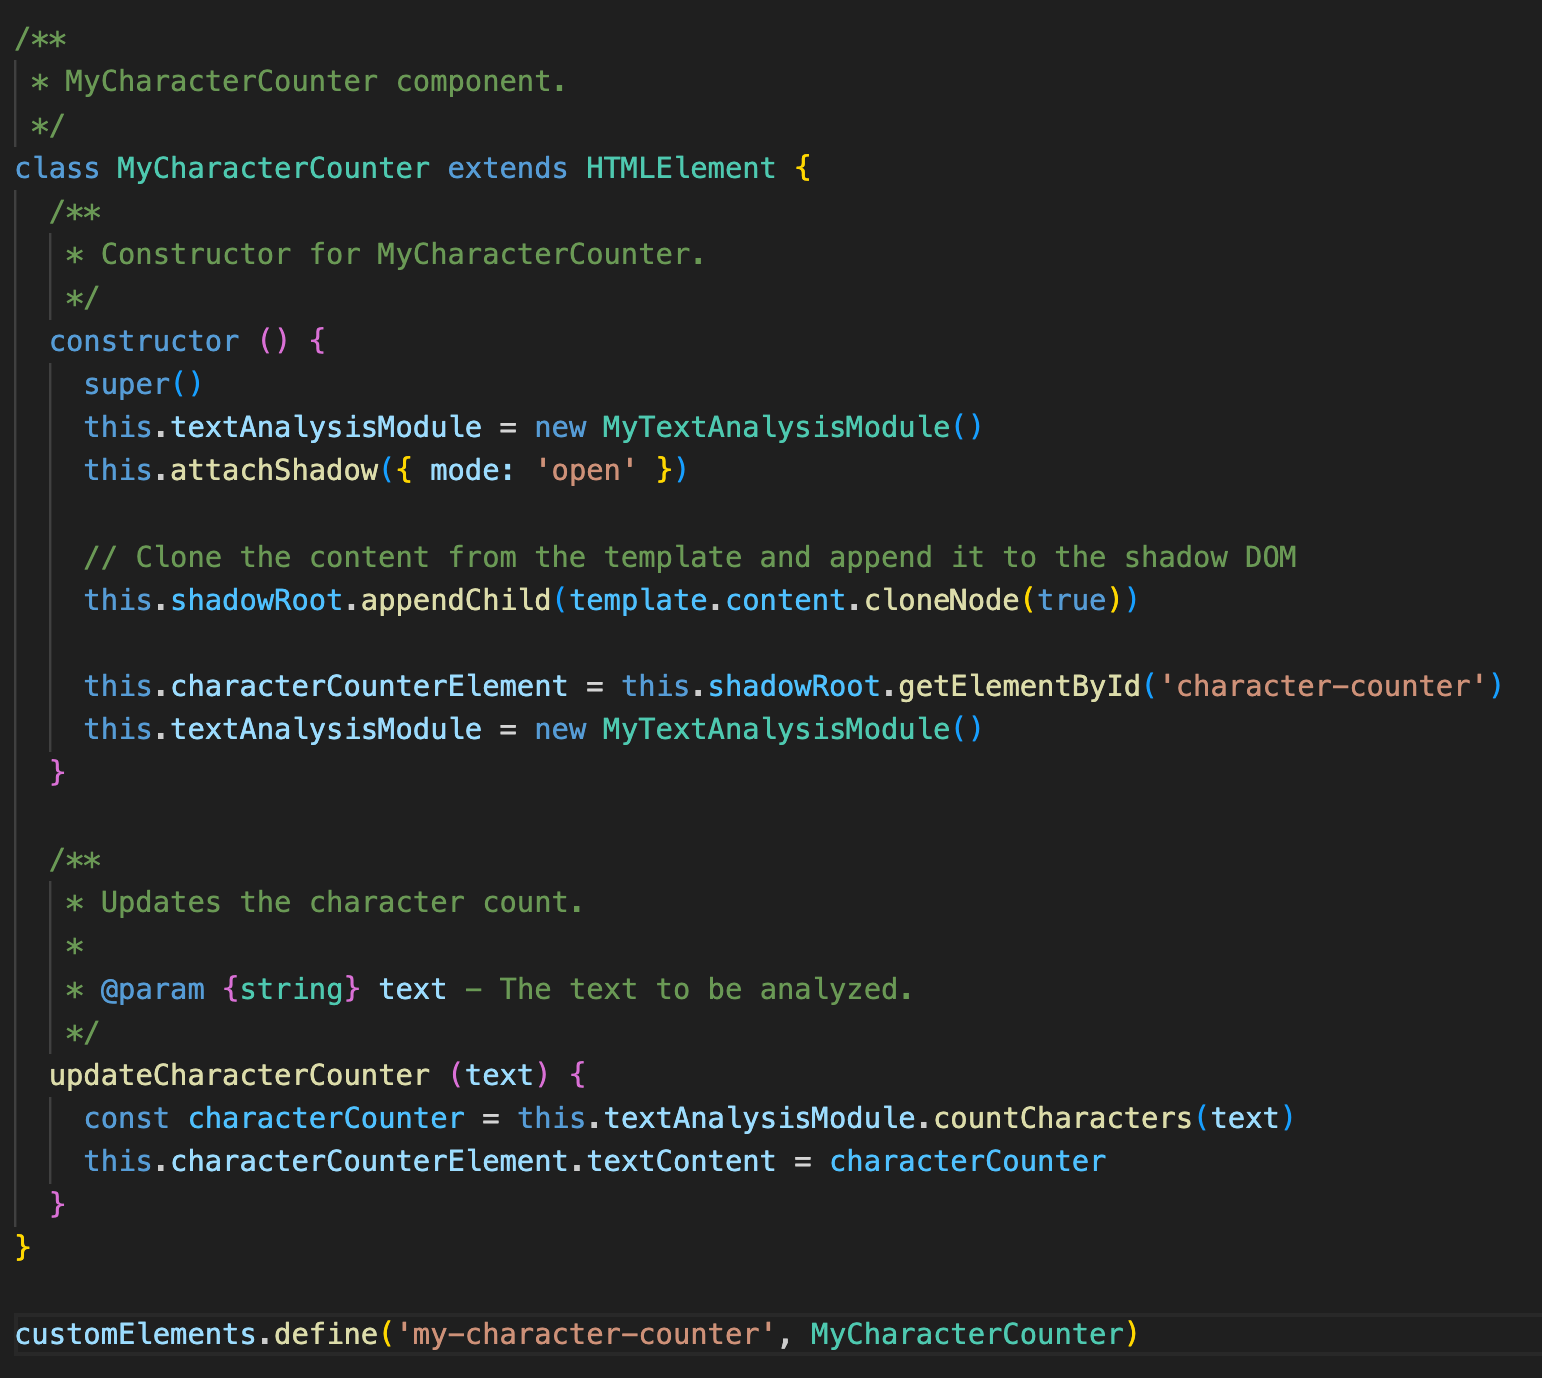 /**
 * MyCharacterCounter component.
 */
class MyCharacterCounter extends HTMLElement {
  /**
   * Constructor for MyCharacterCounter.
   */
  constructor () {
    super()
    this.textAnalysisModule = new MyTextAnalysisModule()
    this.attachShadow({ mode: 'open' })

    // Clone the content from the template and append it to the shadow DOM
    this.shadowRoot.appendChild(template.content.cloneNode(true))

    this.characterCounterElement = this.shadowRoot.getElementById('character-counter')
    this.textAnalysisModule = new MyTextAnalysisModule()
  }

  /**
   * Updates the character count.
   *
   * @param {string} text - The text to be analyzed.
   */
  updateCharacterCounter (text) {
    const characterCounter = this.textAnalysisModule.countCharacters(text)
    this.characterCounterElement.textContent = characterCounter
  }
}

customElements.define('my-character-counter', MyCharacterCounter)